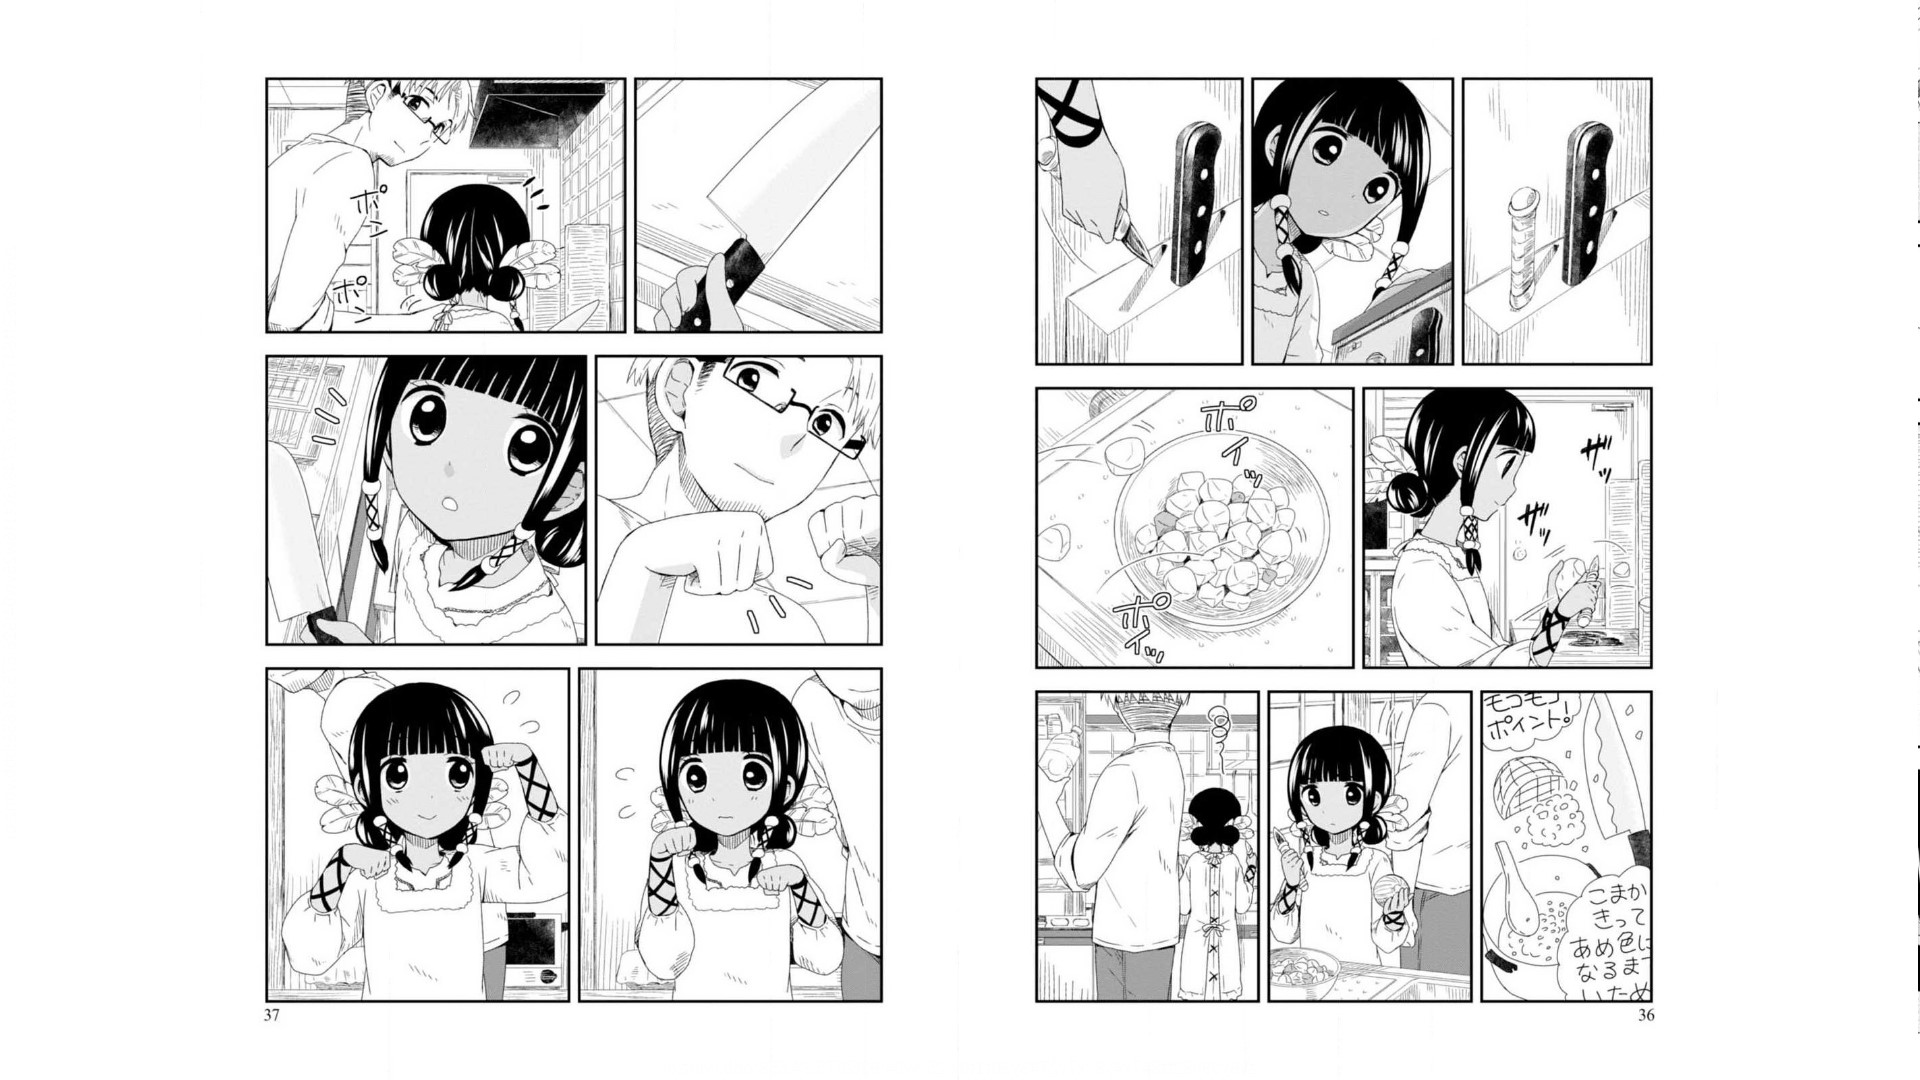 ポイッ
ザッ
ザッ
ポイッ
モコモコ
ポイント!
こまかく
きって
あめ色に
なるまで
いため
ポン
ポン
36
37